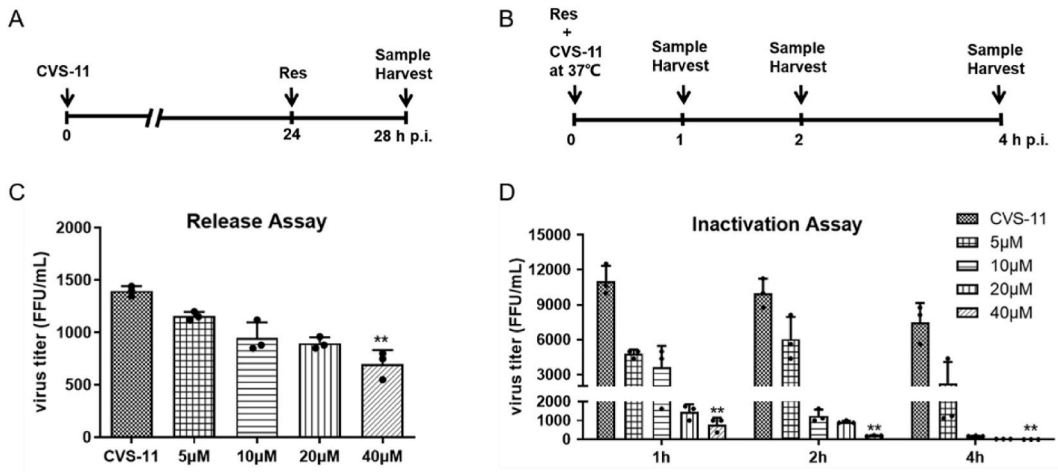 A
CVS-11
Res
Sample
Harvest
0
24
28 h p.i.
B
Res
+
CVS-11
at 37℃
Sample
Harvest
Sample
Harvest
Sample
Harvest
0
1
2
4 h p.i.
C
Release Assay
virus titer (FFU/mL)
2000
1500
1000
500
0
**
CVS-11
5μM
10μM
20μM
40μM
D
Inactivation Assay
virus titer (FFU/mL)
15000
12000
9000
6000
3000
2000
1000
0
**
**
**
1h
2h
4h
CVS-11
5μM
10μM
20μM
40μM